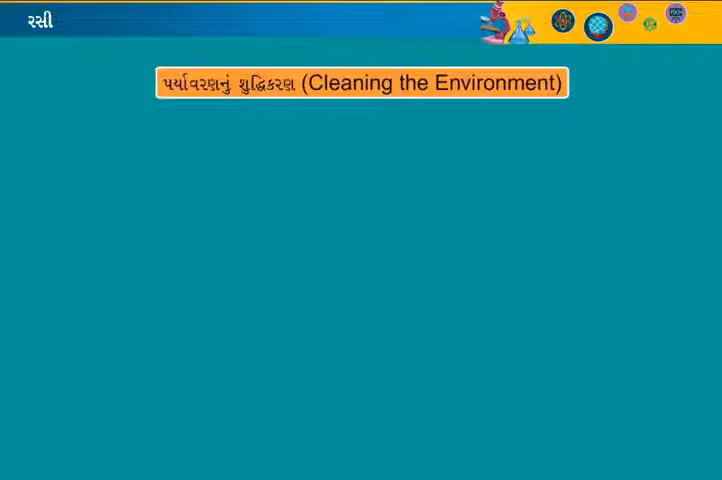 રસી
પર્યાવરણનું શુદ્ધિકરણ (Cleaning the Environment)